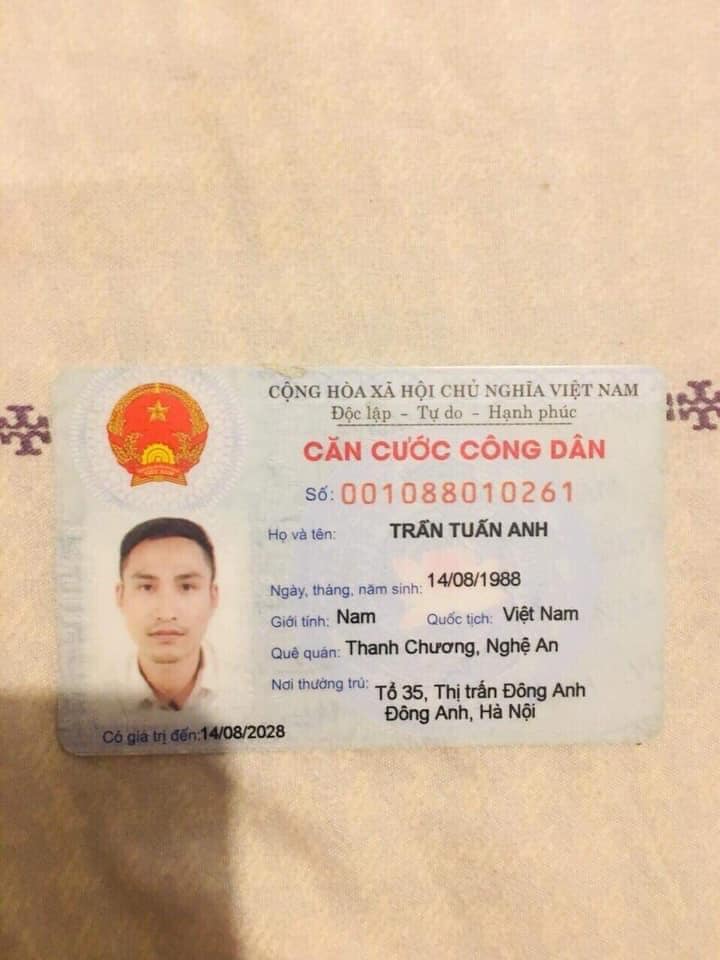 CỘNG HÒA XÃ HỘI CHỦ NGHĨA VIỆT NAM
Độc lập - Tự do - Hạnh phúc
CĂN CƯỚC CÔNG DÂN
Số: 001088010261
Họ và tên: TRẦN TUẤN ANH
Ngày, tháng, năm sinh: 14/08/1988
Giới tính: Nam Quốc tịch: Việt Nam
Quê quán: Thanh Chương, Nghệ An
Nơi thường trú: Tổ 35, Thị trấn Đông Anh
Đông Anh, Hà Nội
Có giá trị đến: 14/08/2028